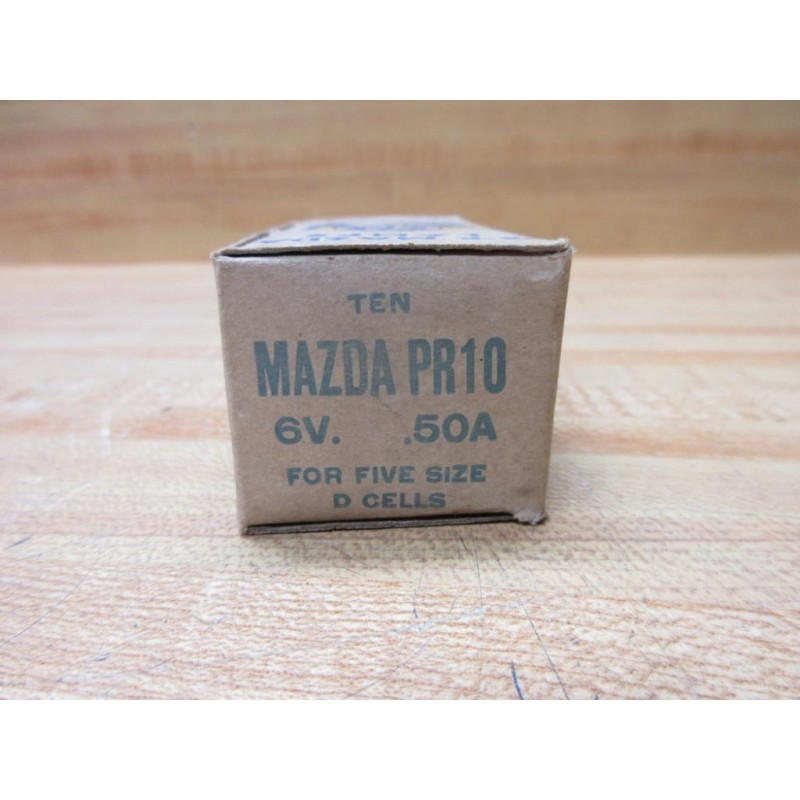 TEN
MAZDA PR10
6V. .50A
FOR FIVE SIZE
D CELLS